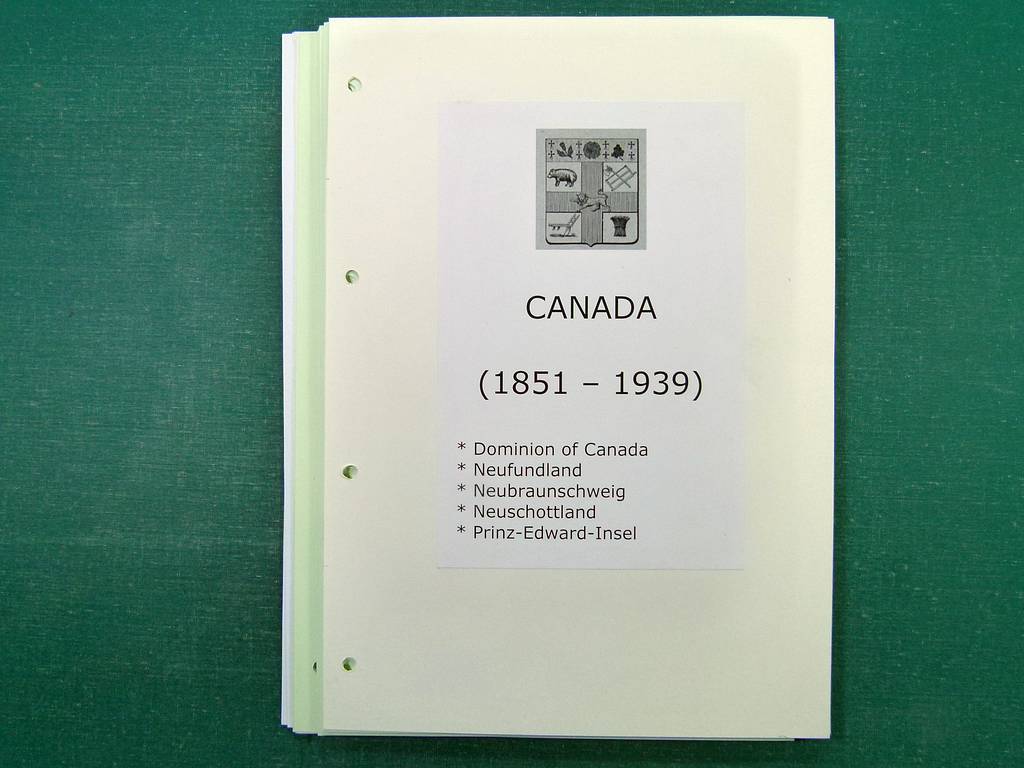 CANADA
(1851 – 1939)
* Dominion of Canada
* Neufundland
* Neubraunschweig
* Neuschottland
* Prinz-Edward-Insel